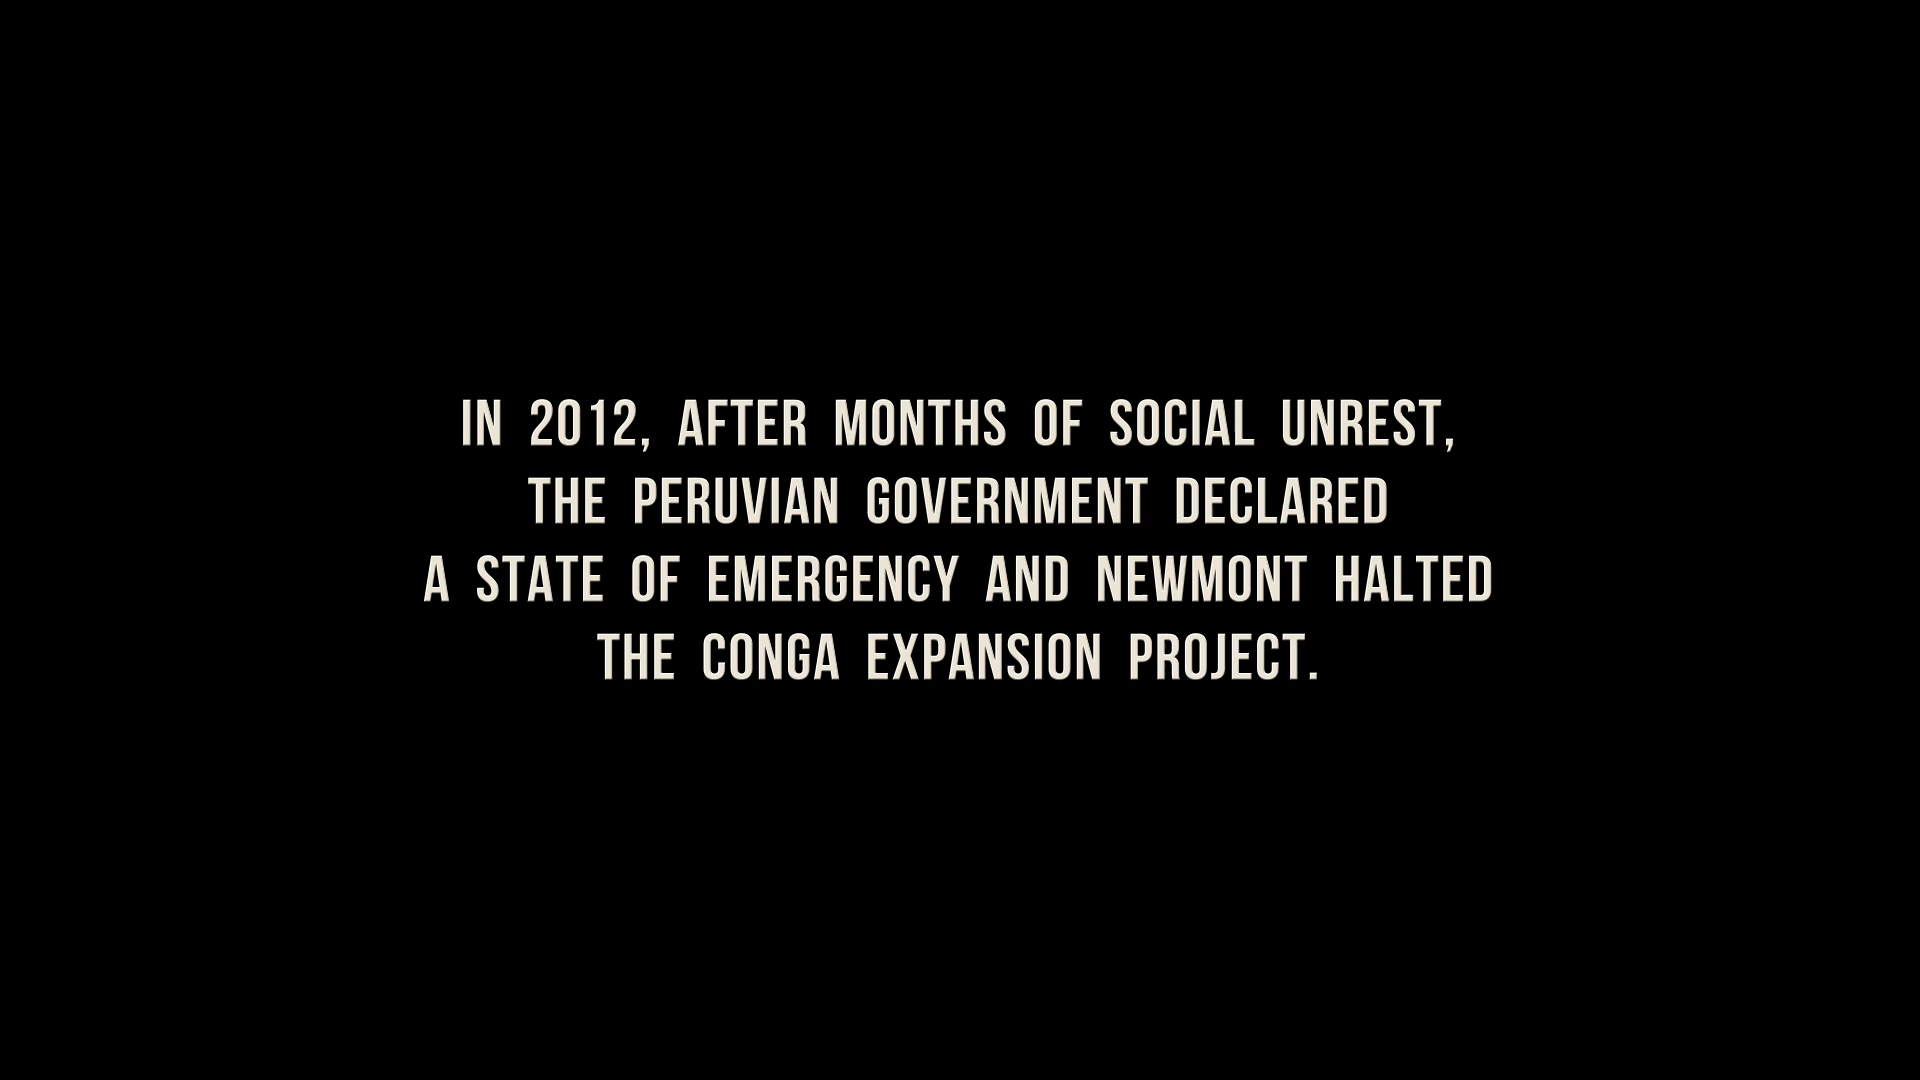 IN 2012, AFTER MONTHS OF SOCIAL UNREST,
THE PERUVIAN GOVERNMENT DECLARED
A STATE OF EMERGENCY AND NEWMONT HALTED
THE CONGA EXPANSION PROJECT.